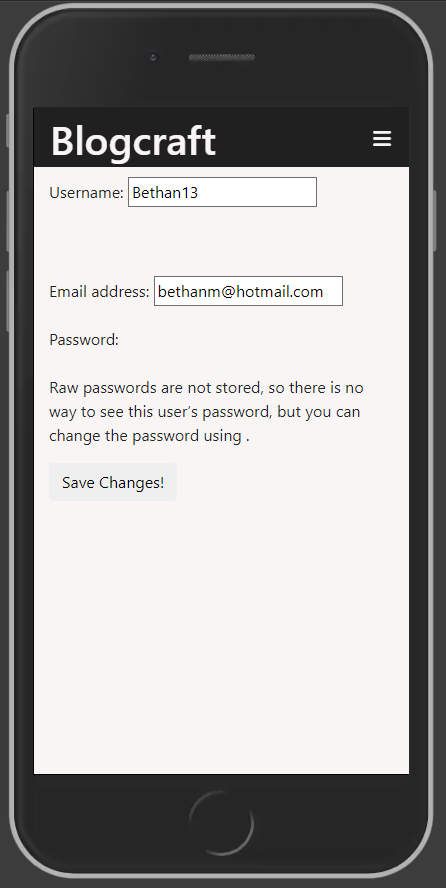 Blogcraft
Username: Bethan13
Email address: bethanm@hotmail.com
Password:
Raw passwords are not stored, so there is no
way to see this user’s password, but you can
change the password using .
Save Changes!